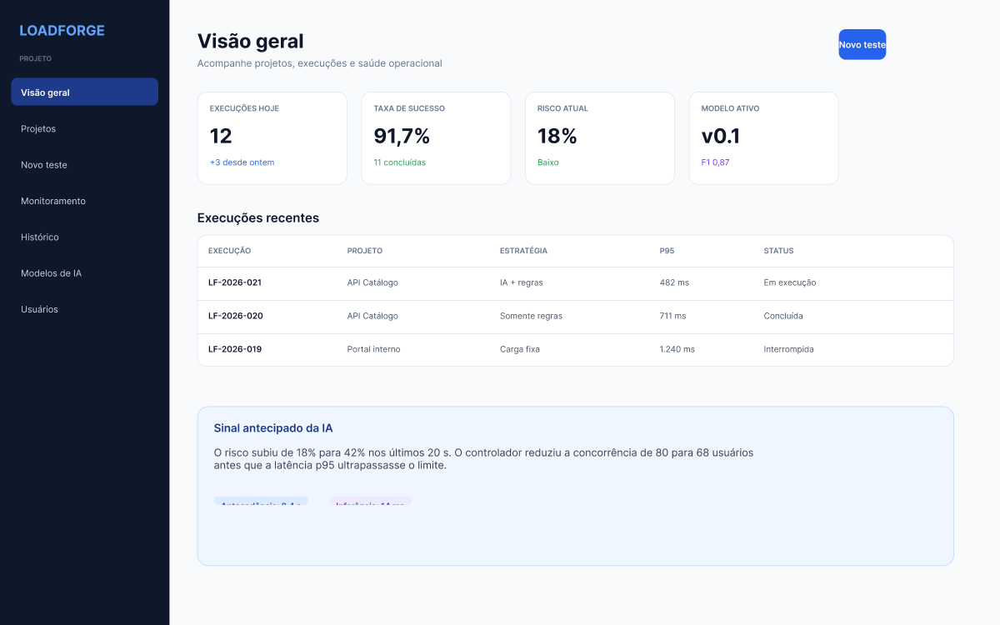 LOADFORGE
PROJETO
Visão geral
Projetos
Novo teste
Monitoramento
Histórico
Modelos de IA
Usuários
Visão geral
Acompanhe projetos, execuções e saúde operacional
Novo teste
EXECUÇÕES HOJE
12
+3 desde ontem
TAXA DE SUCESSO
91,7%
11 concluídas
RISCO ATUAL
18%
Baixo
MODELO ATIVO
v0.1
F1 0,87
Execuções recentes
EXECUÇÃO PROJETO ESTRATÉGIA P95 STATUS
LF-2026-021 API Catálogo IA + regras 482 ms Em execução
LF-2026-020 API Catálogo Somente regras 711 ms Concluída
LF-2026-019 Portal interno Carga fixa 1.240 ms Interrompida
Sinal antecipado da IA
O risco subiu de 18% para 42% nos últimos 20 s. O controlador reduziu a concorrência de 80 para 68 usuários
antes que a latência p95 ultrapassasse o limite.